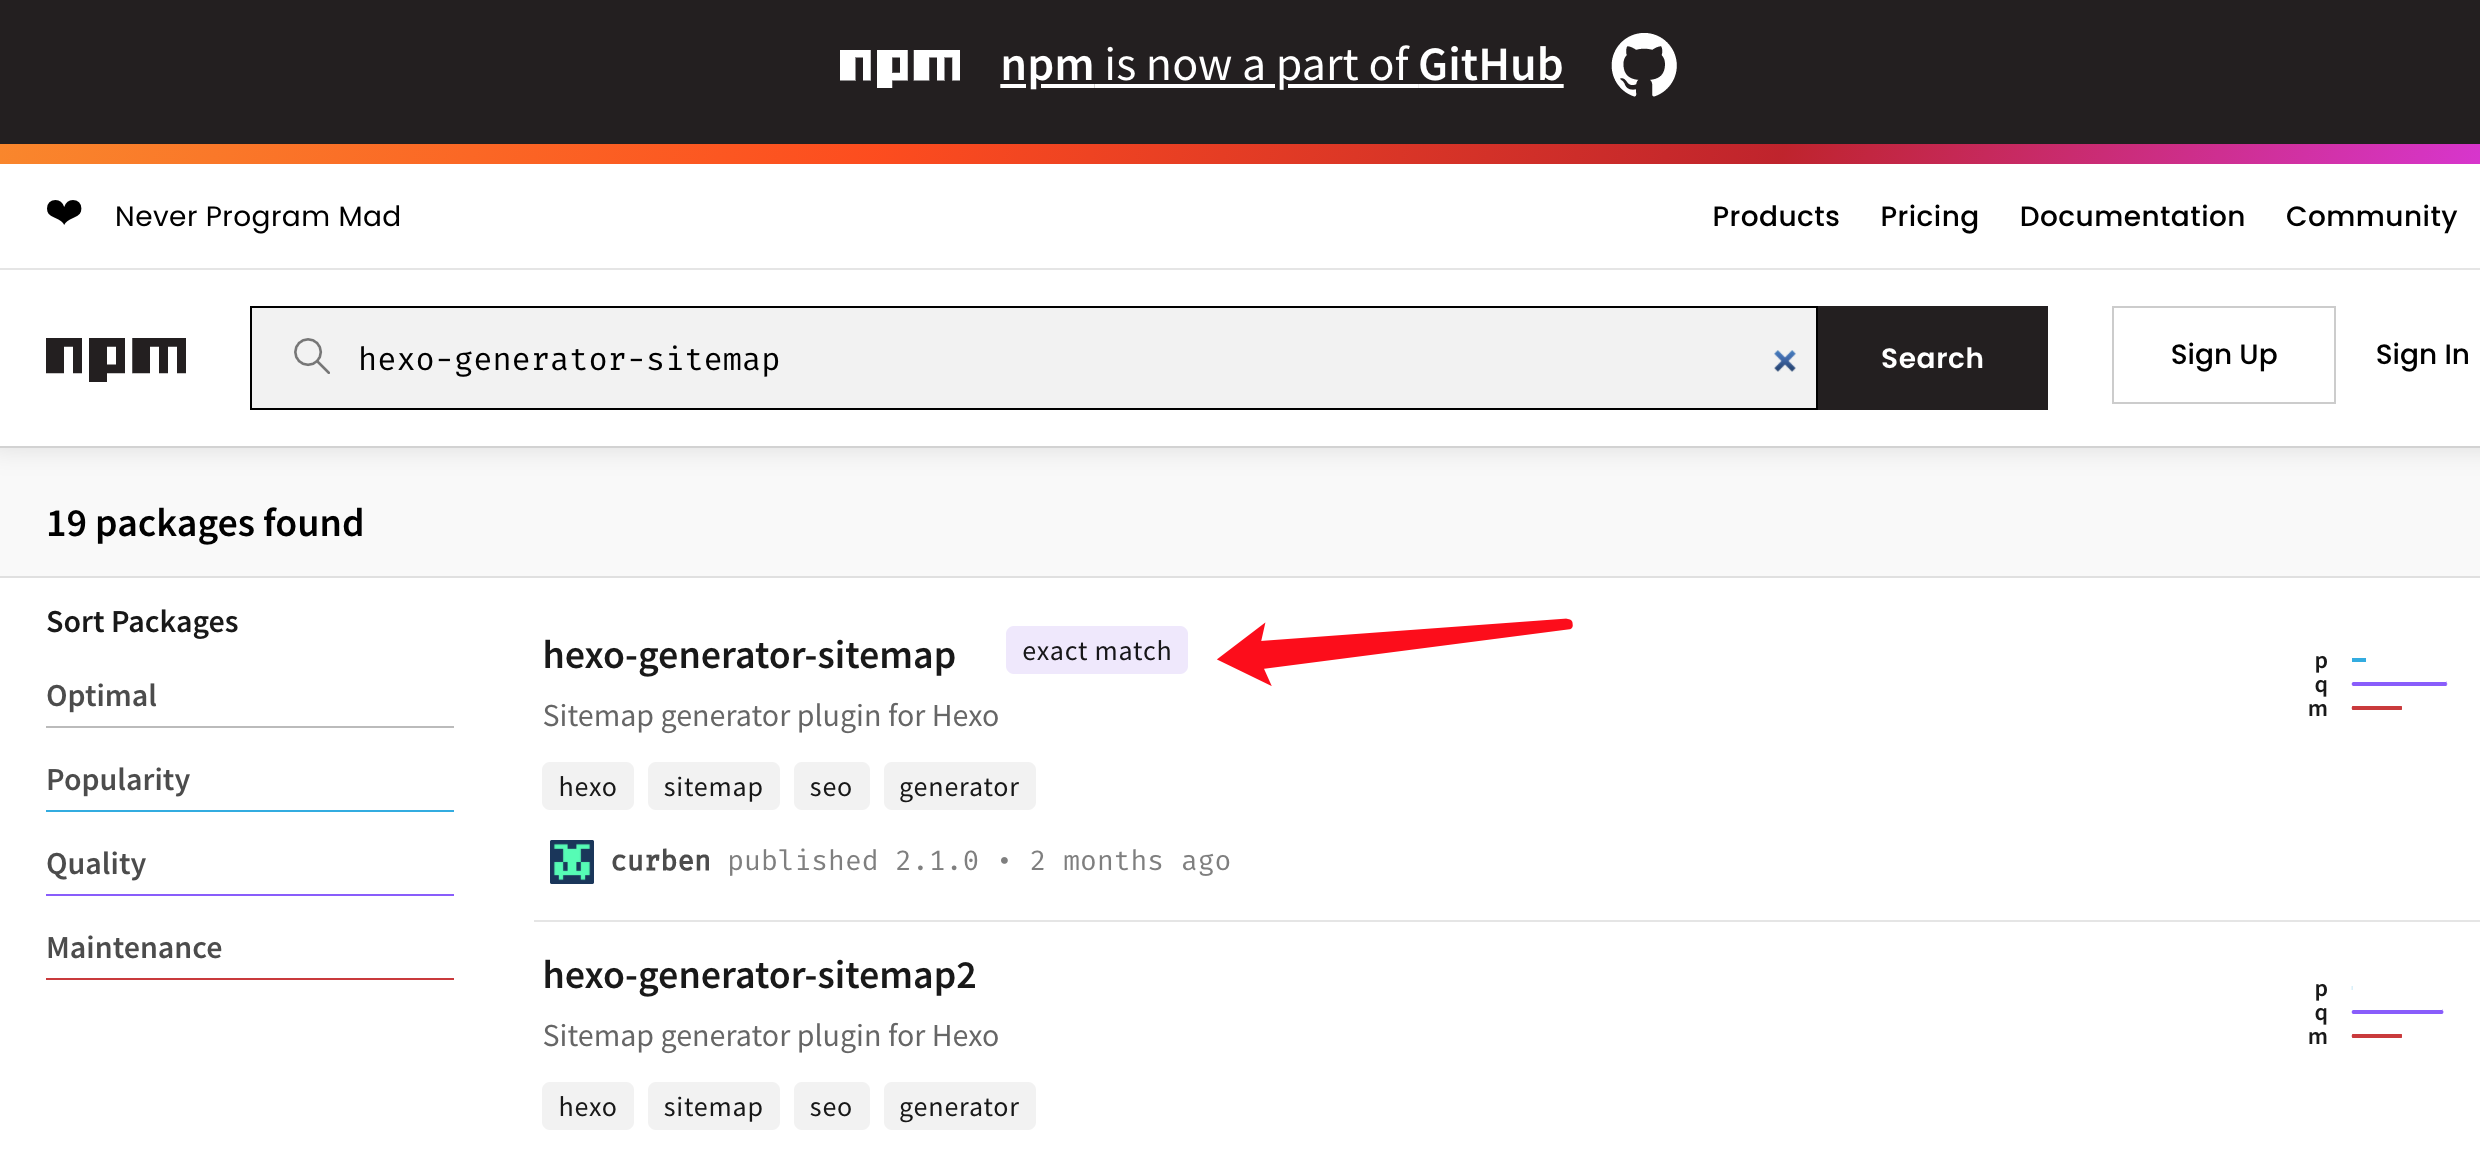 npm npm is now a part of GitHub
❤ Never Program Mad Products Pricing Documentation Community
npm hexo-generator-sitemap × Search Sign Up Sign In
19 packages found
Sort Packages
Optimal
Popularity
Quality
Maintenance
hexo-generator-sitemap exact match
Sitemap generator plugin for Hexo
hexo sitemap seo generator
curben published 2.1.0 • 2 months ago
p
q
m
hexo-generator-sitemap2
Sitemap generator plugin for Hexo
hexo sitemap seo generator
p
q
m